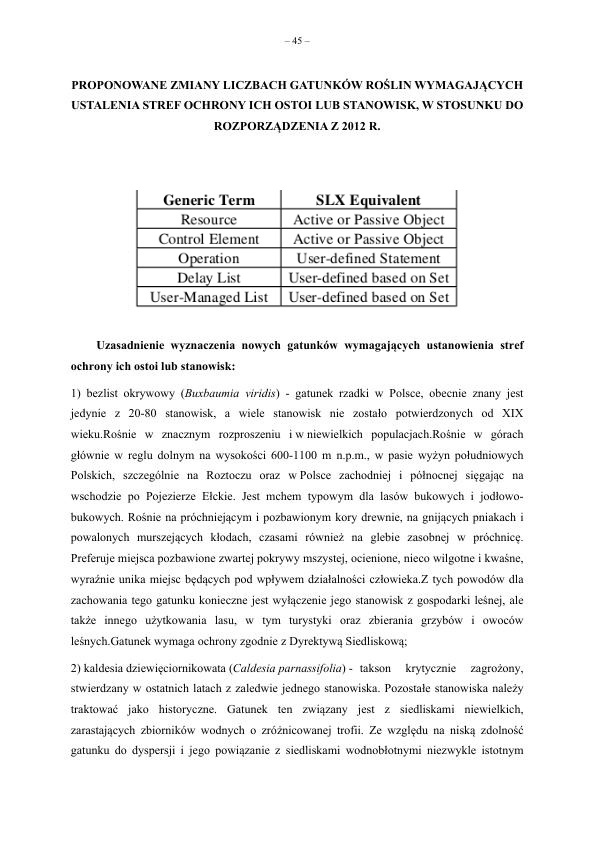 – 45 –
PROPONOWANE ZMIANY LICZBACH GATUNKÓW ROŚLIN WYMAGAJĄCYCH
USTALENIA STREF OCHRONY ICH OSTOI LUB STANOWISK, W STOSUNKU DO
ROZPORZĄDZENIA Z 2012 R.
Generic Term SLX Equivalent
Resource Active or Passive Object
Control Element Active or Passive Object
Operation User-defined Statement
Delay List User-defined based on Set
User-Managed List User-defined based on Set
Uzasadnienie wyznaczenia nowych gatunków wymagających ustanowienia stref
ochrony ich ostoi lub stanowisk:
1) bezlist okrywowy (Buxbaumia viridis) - gatunek rzadki w Polsce, obecnie znany jest
jedynie z 20-80 stanowisk, a wiele stanowisk nie zostało potwierdzonych od XIX
wieku.Rośnie w znacznym rozproszeniu i w niewielkich populacjach.Rośnie w górach
głównie w reglu dolnym na wysokości 600-1100 m n.p.m., w pasie wyżyn południowych
Polskich, szczególnie na Roztoczu oraz w Polsce zachodniej i północnej sięgając na
wschodzie po Pojezierze Ełckie. Jest mchem typowym dla lasów bukowych i jodłowo-
bukowych. Rośnie na próchniejącym i pozbawionym kory drewnie, na gnijących pniakach i
powalonych murszejących kłodach, czasami również na glebie zasobnej w próchnicę.
Preferuje miejsca pozbawione zwartej pokrywy mszystej, ocienione, nieco wilgotne i kwaśne,
wyraźnie unika miejsc będących pod wpływem działalności człowieka.Z tych powodów dla
zachowania tego gatunku konieczne jest wyłączenie jego stanowisk z gospodarki leśnej, ale
także innego użytkowania lasu, w tym turystyki oraz zbierania grzybów i owoców
leśnych.Gatunek wymaga ochrony zgodnie z Dyrektywą Siedliskową;
2) kaldesia dziewięciornikowata (Caldesia parnassifolia) - takson krytycznie zagrożony,
stwierdzany w ostatnich latach z zaledwie jednego stanowiska. Pozostałe stanowiska należy
traktować jako historyczne. Gatunek ten związany jest z siedliskami niewielkich,
zarastających zbiorników wodnych o zróżnicowanej trofii. Ze względu na niską zdolność
gatunku do dyspersji i jego powiązanie z siedliskami wodnobłotnymi niezwykle istotnym